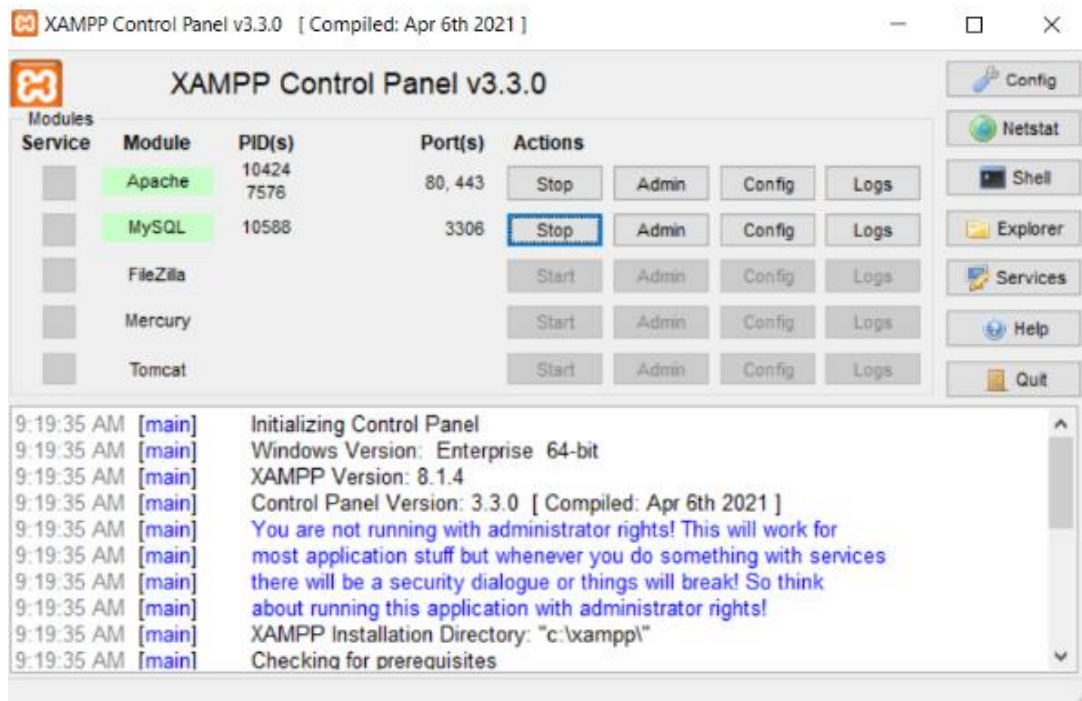 XAMPP Control Panel v3.3.0 [ Compiled: Apr 6th 2021 ]
XAMPP Control Panel v3.3.0
Config
Modules
Netstat
Service Module PID(s) Port(s) Actions
Apache 10424 7576 80, 443 Stop Admin Config Logs
Shell
MySQL 10588 3306 Stop Admin Config Logs
Explorer
FileZilla Start Admin Config Logs
Services
Mercury Start Admin Config Logs
Help
Tomcat Start Admin Config Logs
Quit
9:19:35 AM [main] Initializing Control Panel
9:19:35 AM [main] Windows Version: Enterprise 64-bit
9:19:35 AM [main] XAMPP Version: 8.1.4
9:19:35 AM [main] Control Panel Version: 3.3.0 [ Compiled: Apr 6th 2021 ]
9:19:35 AM [main] You are not running with administrator rights! This will work for
9:19:35 AM [main] most application stuff but whenever you do something with services
9:19:35 AM [main] there will be a security dialogue or things will break! So think
9:19:35 AM [main] about running this application with administrator rights!
9:19:35 AM [main] XAMPP Installation Directory: "c:\xampp\"
9:19:35 AM [main] Checking for prerequisites